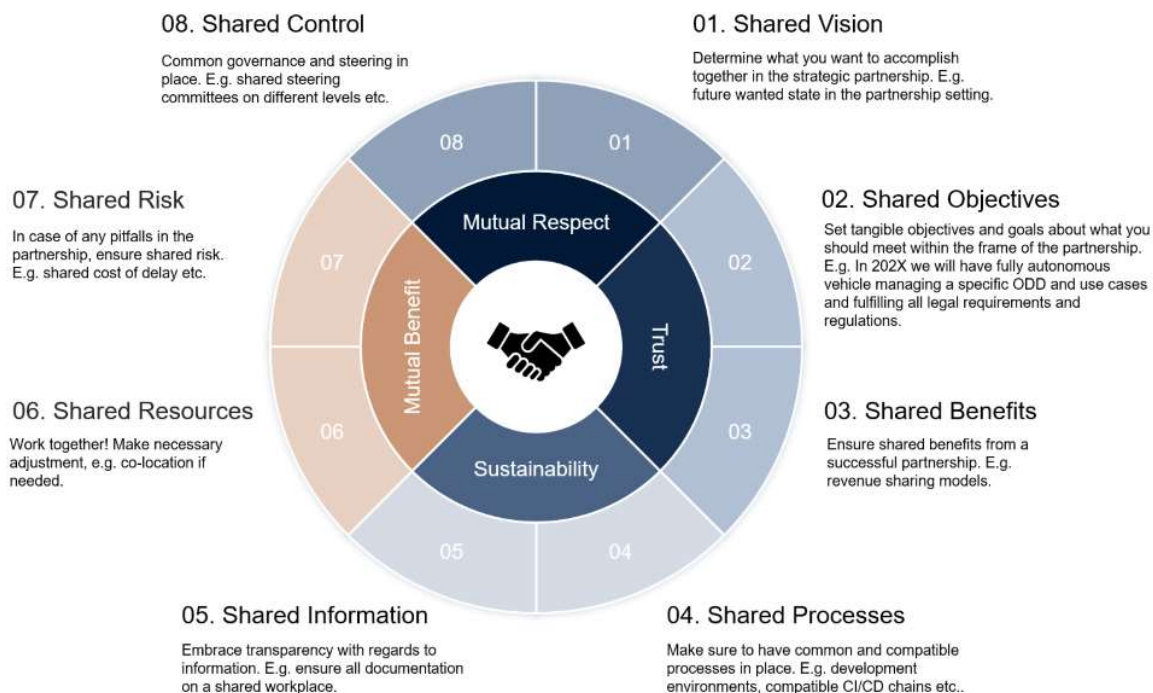 08. Shared Control
Common governance and steering in
place. E.g. shared steering
committees on different levels etc.
01. Shared Vision
Determine what you want to accomplish
together in the strategic partnership. E.g.
future wanted state in the partnership setting.
07. Shared Risk
In case of any pitfalls in the
partnership, ensure shared risk.
E.g. shared cost of delay etc.
02. Shared Objectives
Set tangible objectives and goals about what you
should meet within the frame of the partnership.
E.g. In 202X we will have fully autonomous
vehicle managing a specific ODD and use cases
and fulfilling all legal requirements and
regulations.
06. Shared Resources
Work together! Make necessary
adjustment, e.g. co-location if
needed.
03. Shared Benefits
Ensure shared benefits from a
successful partnership. E.g.
revenue sharing models.
05. Shared Information
Embrace transparency with regards to
information. E.g. ensure all documentation
on a shared workplace.
04. Shared Processes
Make sure to have common and compatible
processes in place. E.g. development
environments, compatible CI/CD chains etc..
08
01
07
02
06
03
05
04
Mutual Respect
Mutual Benefit
Trust
Sustainability